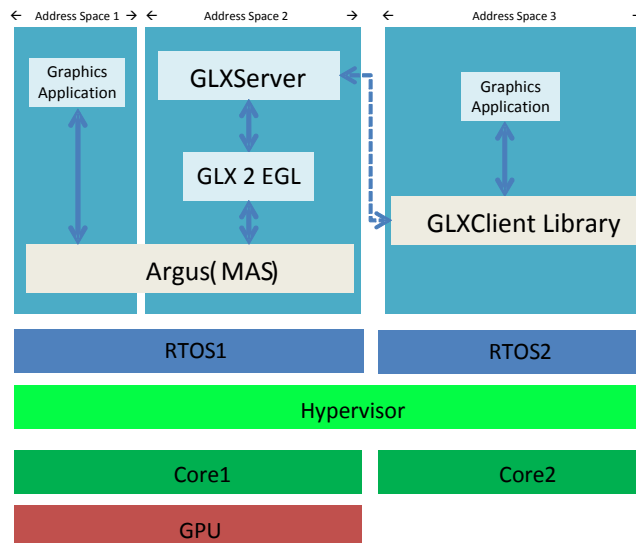 Address Space 1
Address Space 2
Address Space 3
Graphics
Application
GLXServer
Graphics
Application
GLX 2 EGL
GLXClient Library
Argus( MAS)
RTOS1
RTOS2
Hypervisor
Core1
Core2
GPU